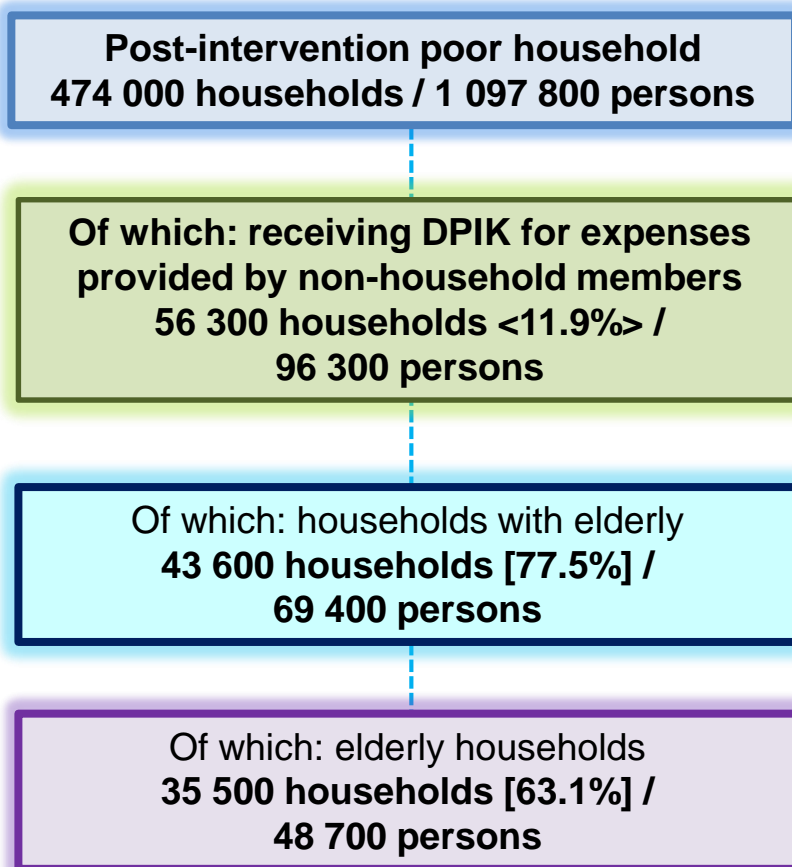 Post-intervention poor household
474 000 households / 1 097 800 persons
Of which: receiving DPIK for expenses
provided by non-household members
56 300 households <11.9%> /
96 300 persons
Of which: households with elderly
43 600 households [77.5%] /
69 400 persons
Of which: elderly households
35 500 households [63.1%] /
48 700 persons